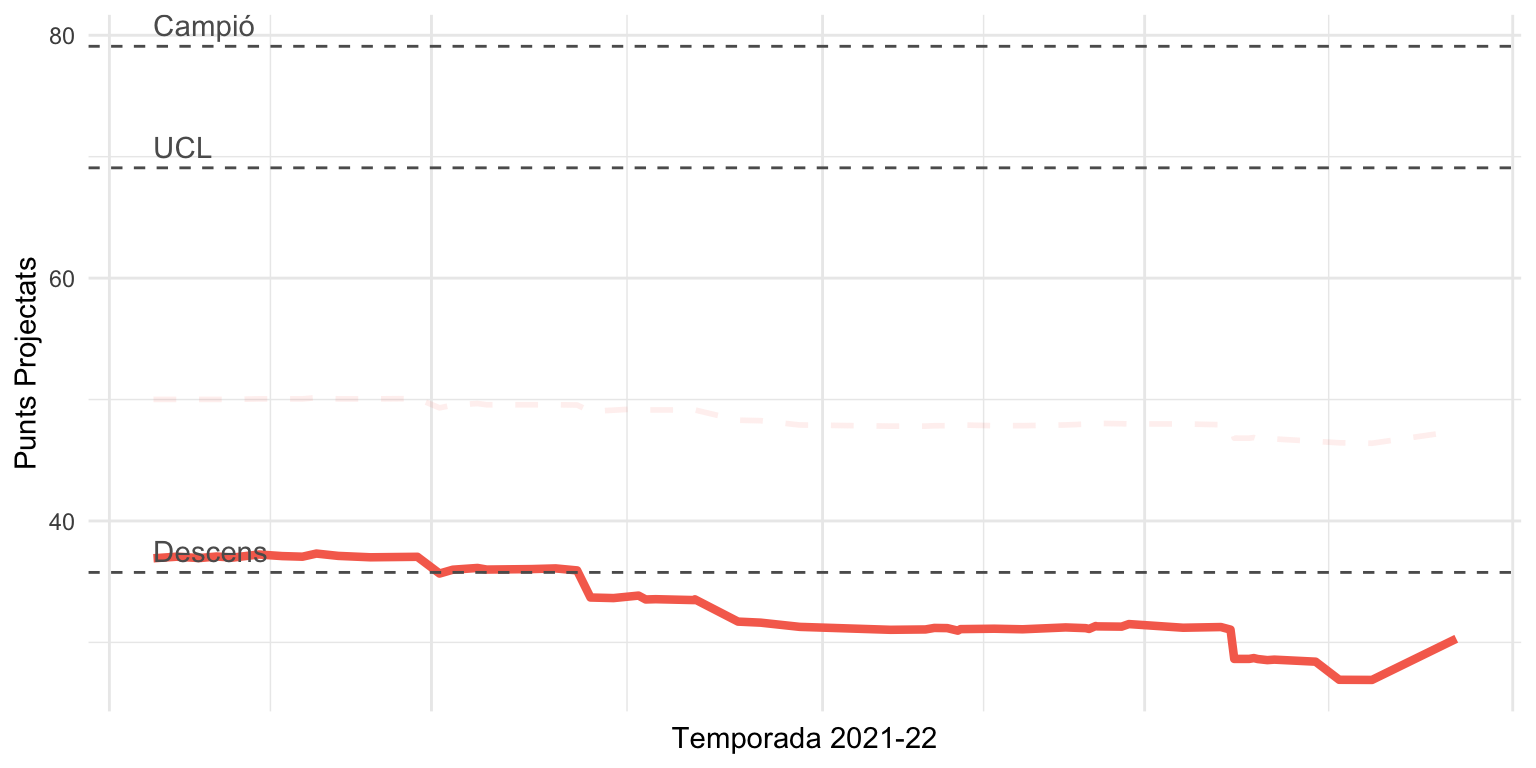 Campió
80
UCL
60
Punts Projectats
40
Descens
Temporada 2021-22